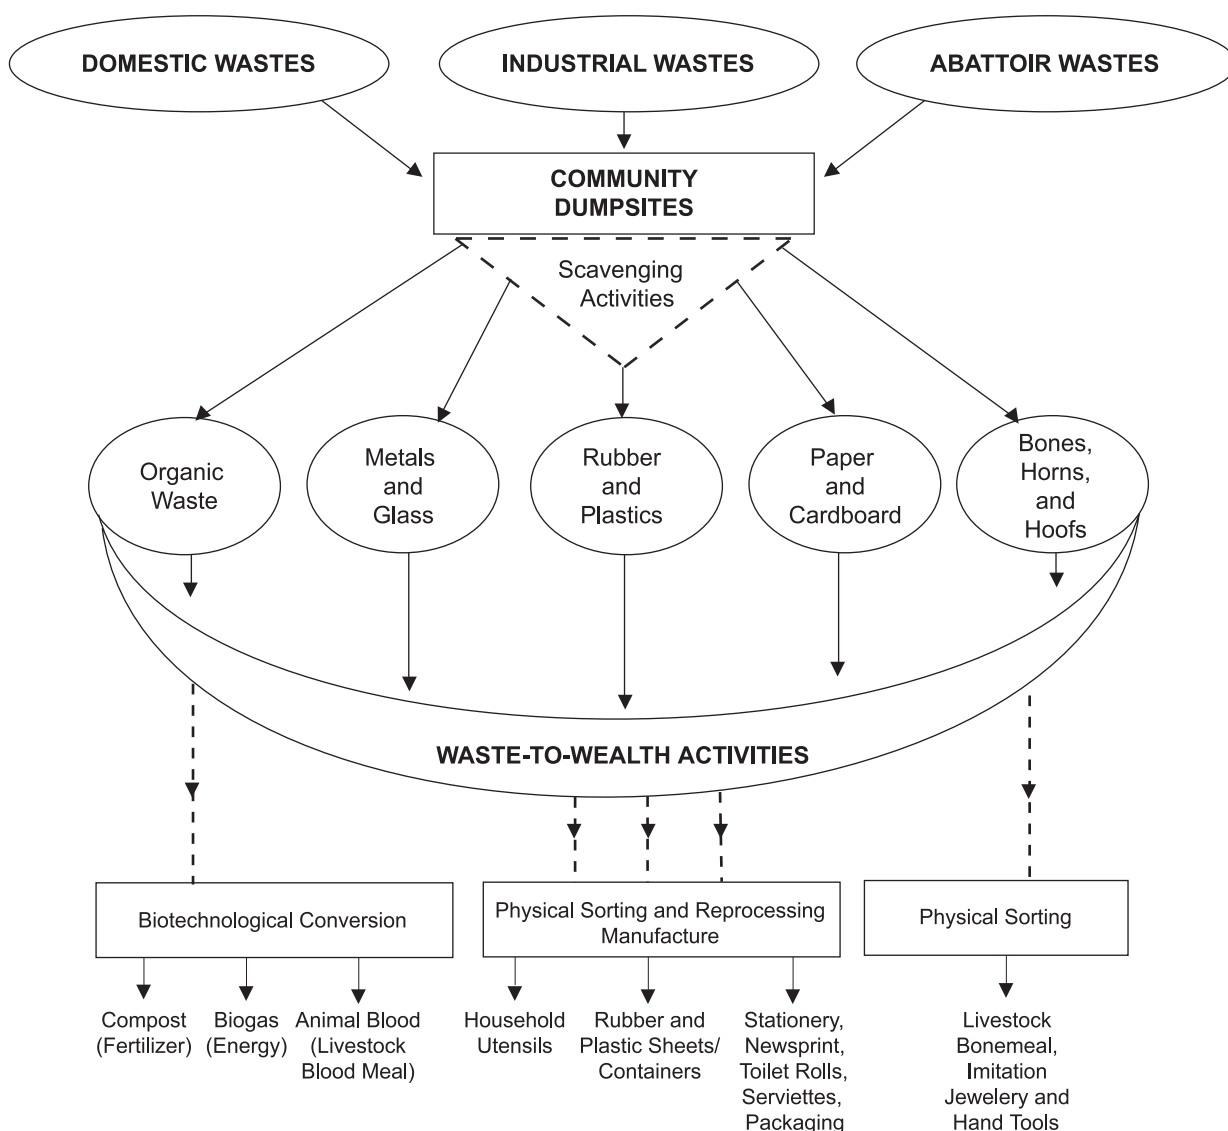 DOMESTIC WASTES
INDUSTRIAL WASTES
ABATTOIR WASTES
COMMUNITY
DUMPSITES
Scavenging
Activities
Organic
Waste
Metals
and
Glass
Rubber
and
Plastics
Paper
and
Cardboard
Bones,
Horns,
and
Hoofs
WASTE-TO-WEALTH ACTIVITIES
Biotechnological Conversion
Physical Sorting and Reprocessing
Manufacture
Physical Sorting
Compost
(Fertilizer)
Biogas
(Energy)
Animal Blood
(Livestock
Blood Meal)
Household
Utensils
Rubber and
Plastic Sheets/
Containers
Stationery,
Newsprint,
Toilet Rolls,
Serviettes,
Packaging
Livestock
Bonemeal,
Imitation
Jewelery and
Hand Tools